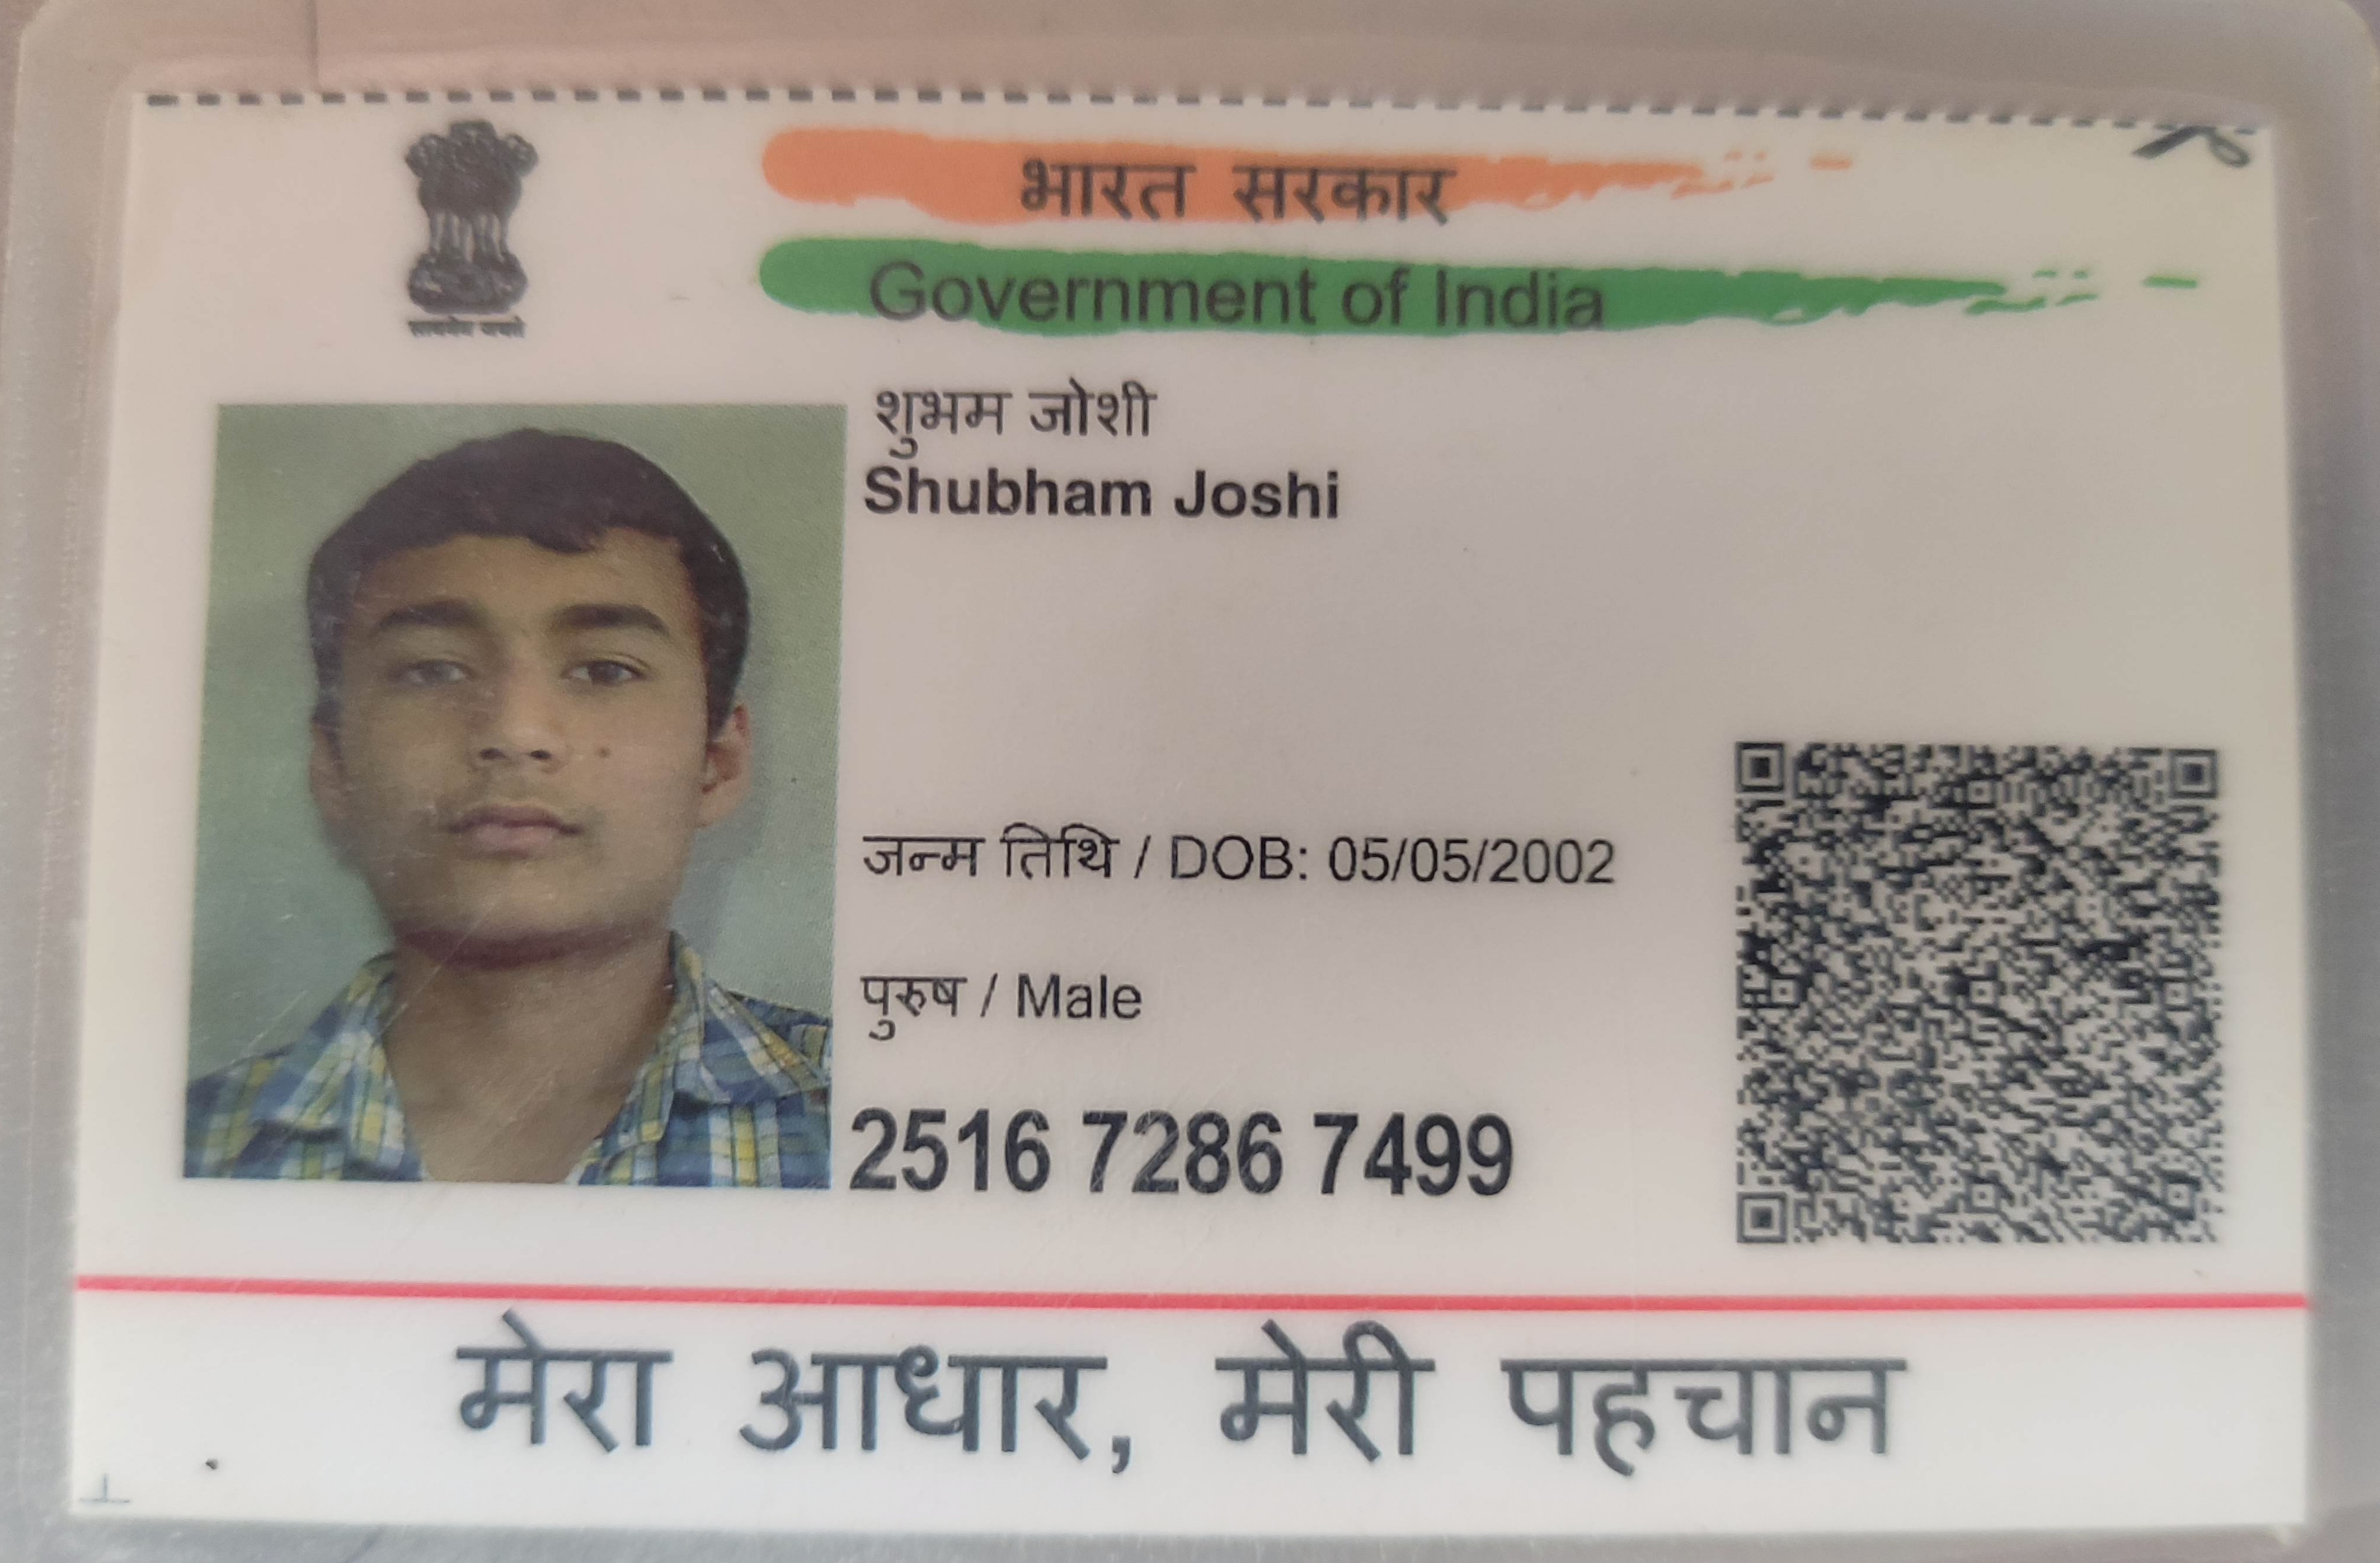 भारत सरकार
Government of India
शुभम जोशी
Shubham Joshi
जन्म तिथि / DOB: 05/05/2002
पुरुष / Male
2516 7286 7499
मेरा आधार, मेरी पहचान